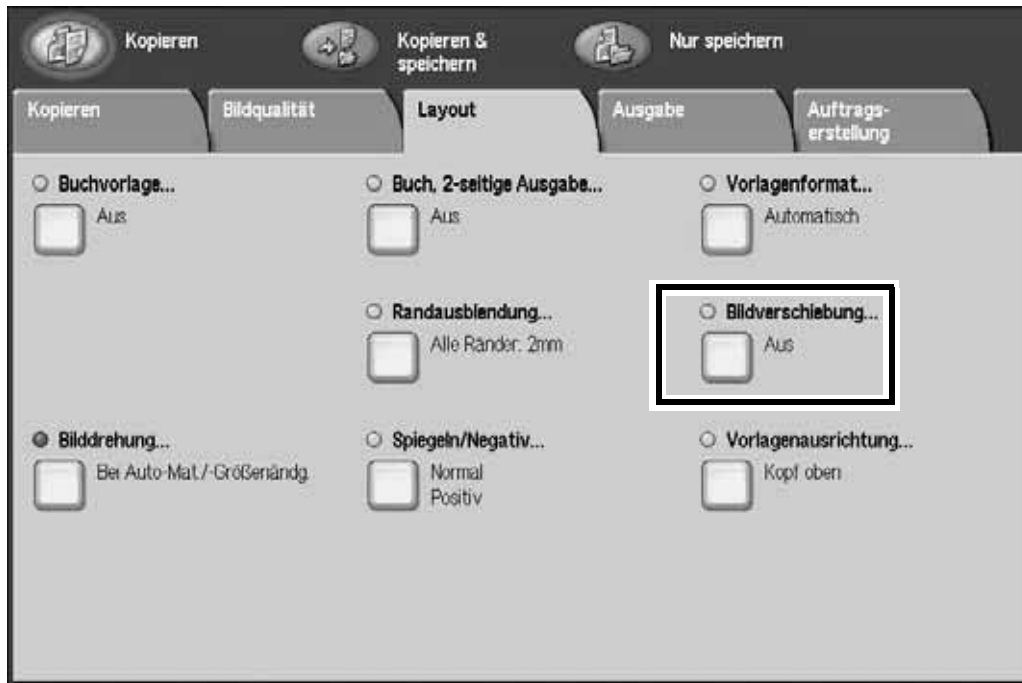 Kopieren
Kopieren &
speichern
Nur speichern
Kopieren
Bildqualität
Layout
Ausgabe
Auftrags-
erstellung
Buchvorlage...
Aus
Buch, 2-seitige Ausgabe...
Aus
Vorlagenformat...
Automatisch
Randausblendung...
Alle Ränder: 2mm
Bildverschiebung...
Aus
Bilddrehung...
Bei Auto-Mat./-Größenändg.
Spiegeln/Negativ...
Normal
Positiv
Vorlagenausrichtung...
Kopf oben